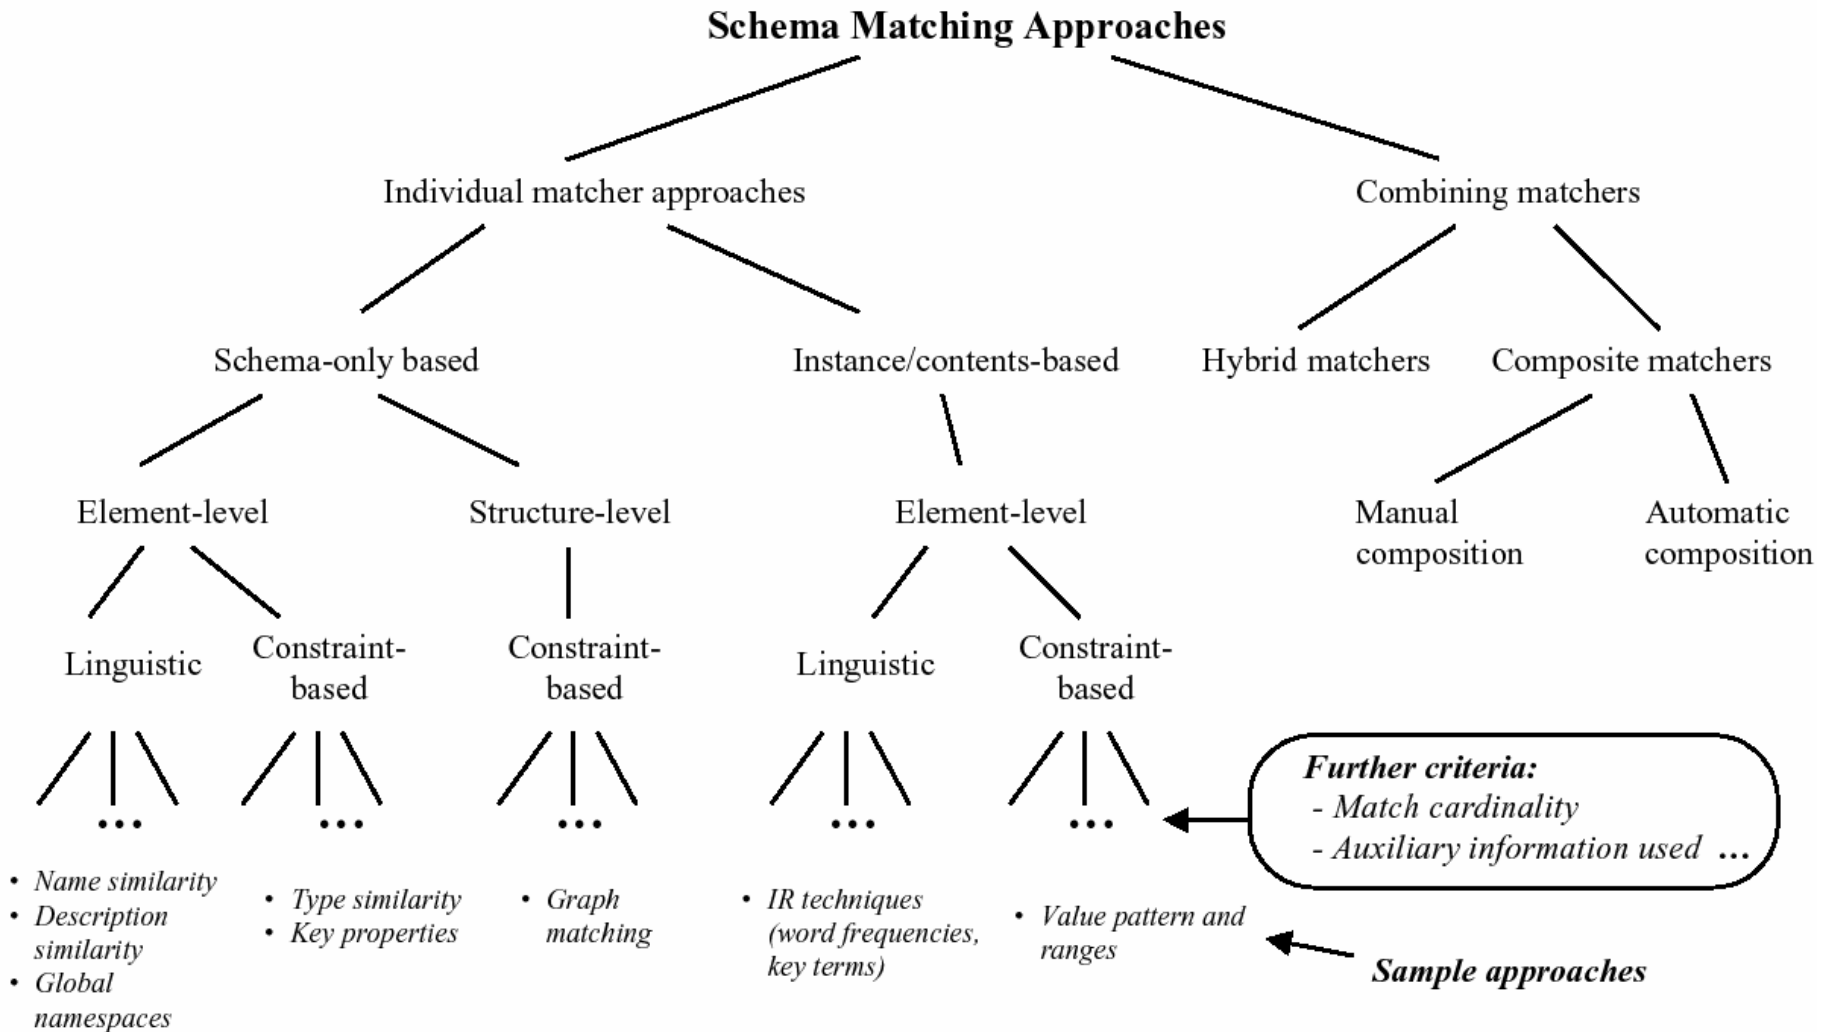 Schema Matching Approaches
Individual matcher approaches
Combining matchers
Schema-only based
Instance/contents-based
Hybrid matchers
Composite matchers
Element-level
Structure-level
Element-level
Manual
composition
Automatic
composition
Linguistic
Constraint-
based
Constraint-
based
Linguistic
Constraint-
based
...
...
...
...
...
Further criteria:
- Match cardinality
- Auxiliary information used ...
• Name similarity
• Description
similarity
• Global
namespaces
• Type similarity
• Key properties
• Graph
matching
• IR techniques
(word frequencies,
key terms)
• Value pattern and
ranges
Sample approaches